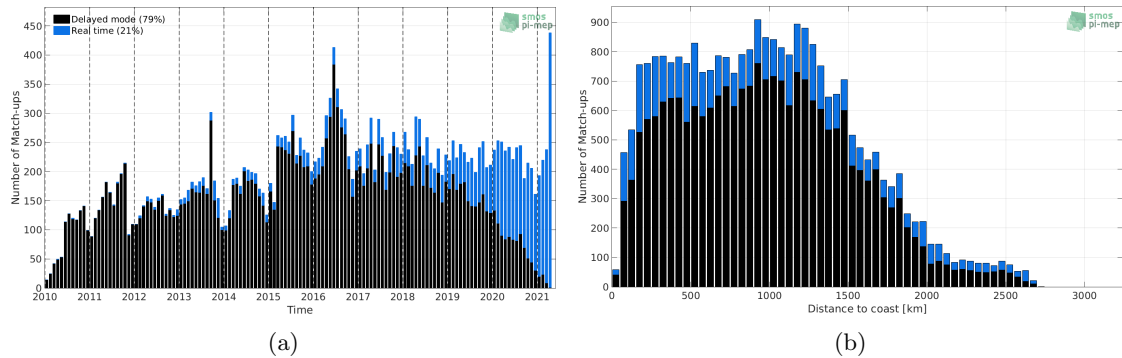 smos
pi-mep
Delayed mode (79%)
Real time (21%)
Number of Match-ups
450
400
350
300
250
200
150
100
50
0
2010 2011 2012 2013 2014 2015 2016 2017 2018 2019 2020 2021
Time
(a)
smos
pi-mep
Number of Match-ups
900
800
700
600
500
400
300
200
100
0
0 500 1000 1500 2000 2500 3000
Distance to coast [km]
(b)